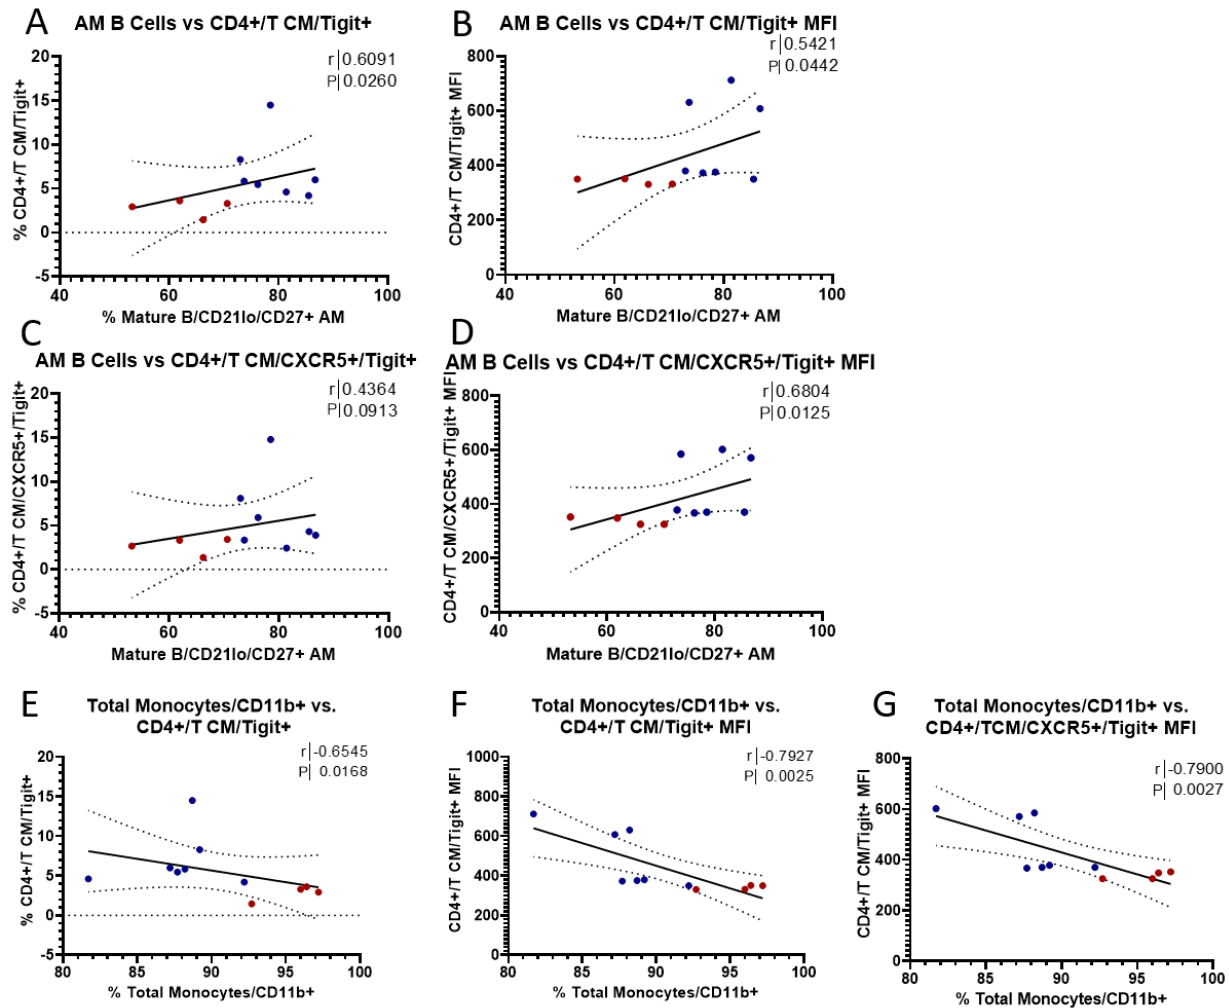 A
AM B Cells vs CD4+/T CM/Tigit+
r|0.6091
P|0.0260
% CD4+/T CM/Tigit+
20
15
10
5
0
-5
40 60 80 100
% Mature B/CD21lo/CD27+ AM
B
AM B Cells vs CD4+/T CM/Tigit+ MFI
r|0.5421
P|0.0442
CD4+/T CM/Tigit+ MFI
800
600
400
200
0
40 60 80 100
Mature B/CD21lo/CD27+ AM
C
AM B Cells vs CD4+/T CM/CXCR5+/Tigit+
r|0.4364
P|0.0913
% CD4+/T CM/CXCR5+/Tigit+
20
15
10
5
0
-5
40 60 80 100
Mature B/CD21lo/CD27+ AM
D
AM B Cells vs CD4+/T CM/CXCR5+/Tigit+ MFI
r|0.6804
P|0.0125
CD4+/T CM/CXCR5+/Tigit+ MFI
800
600
400
200
0
40 60 80 100
Mature B/CD21lo/CD27+ AM
E
Total Monocytes/CD11b+ vs.
CD4+/T CM/Tigit+
r|-0.6545
P| 0.0168
% CD4+/T CM/Tigit+
20
15
10
5
0
-5
80 85 90 95 100
% Total Monocytes/CD11b+
F
Total Monocytes/CD11b+ vs.
CD4+/T CM/Tigit+ MFI
r|-0.7927
P| 0.0025
CD4+/T CM/Tigit+ MFI
1000
800
600
400
200
0
80 85 90 95 100
% Total Monocytes/CD11b+
G
Total Monocytes/CD11b+ vs.
CD4+/TCM/CXCR5+/Tigit+ MFI
r|-0.7900
P| 0.0027
CD4+/T CM/Tigit+ MFI
800
600
400
200
0
80 85 90 95 100
% Total Monocytes/CD11b+